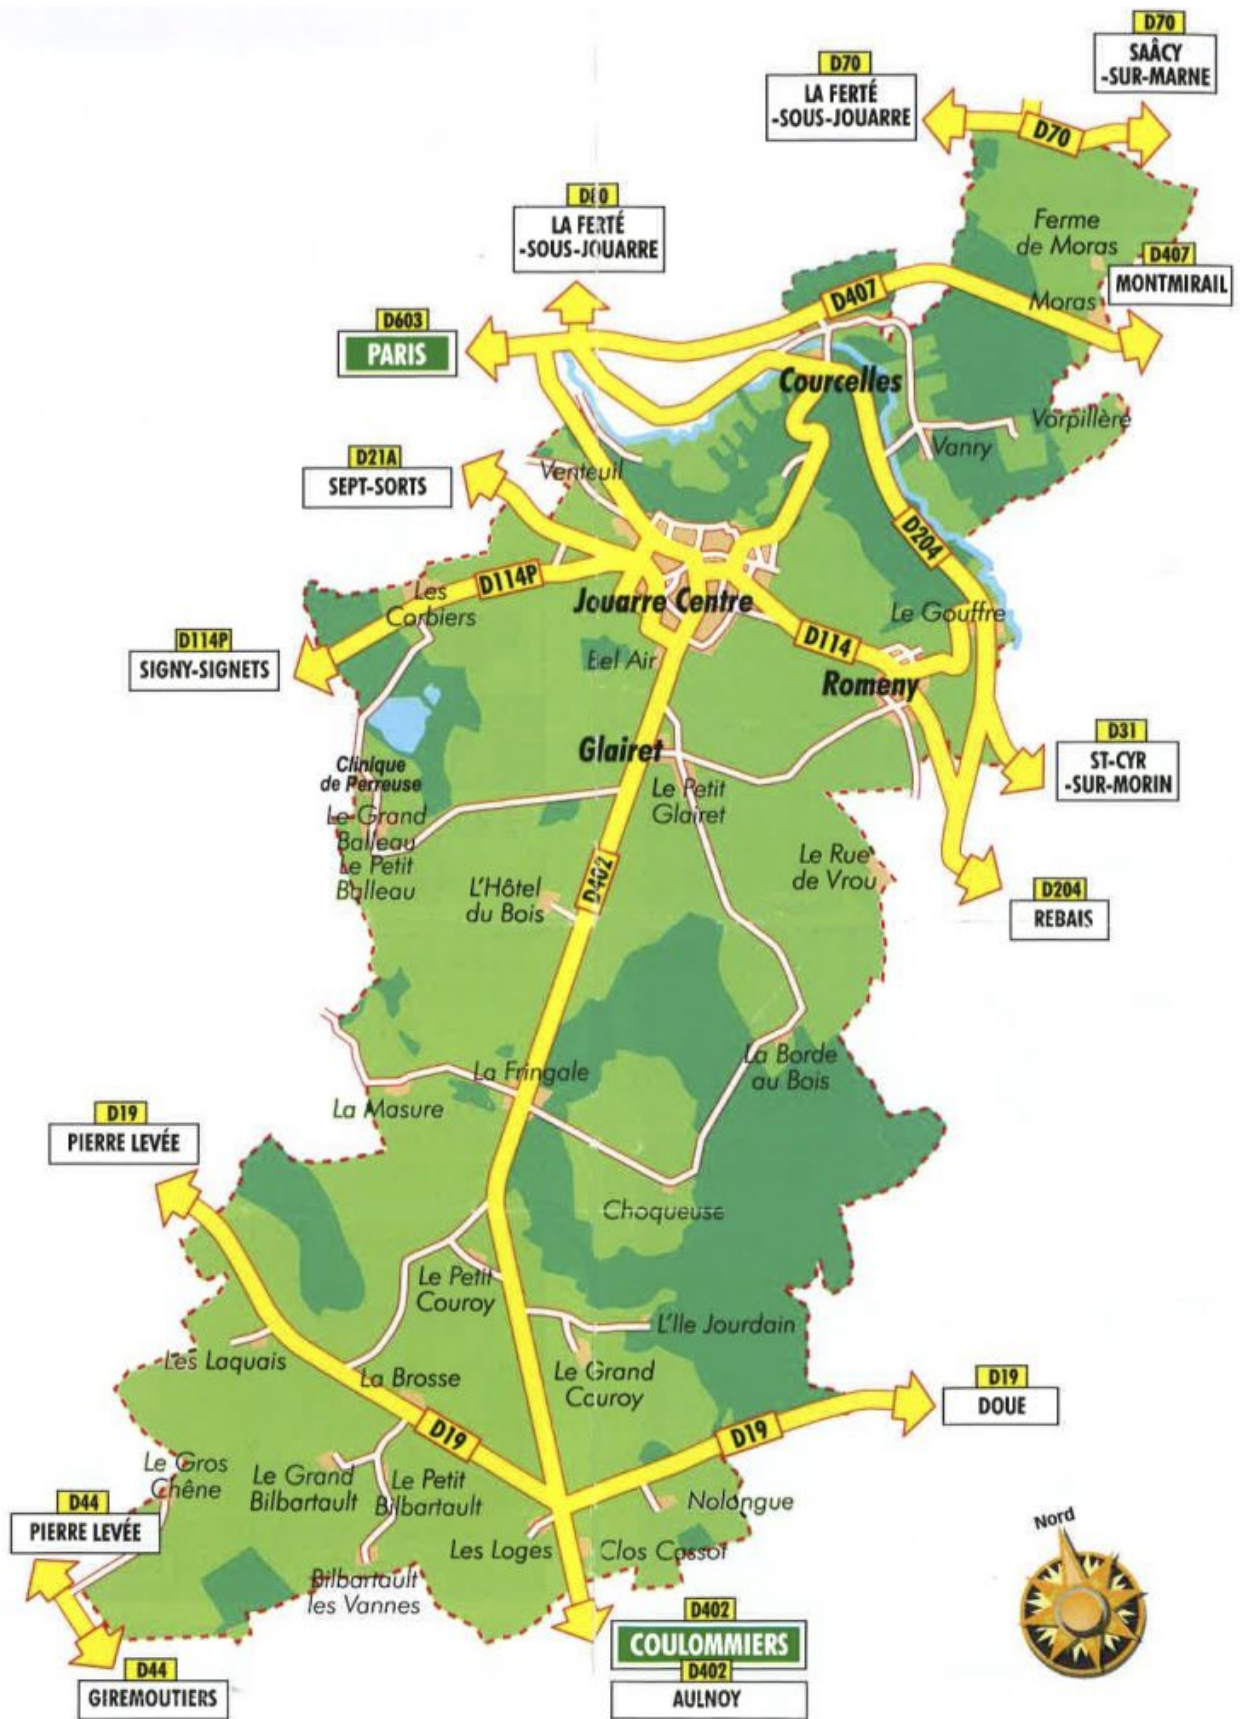 D70
SAÂCY
-SUR-MARNE
D70
LA FERTÉ
-SOUS-JOUARRE
D70
D80
LA FERTÉ
-SOUS-JOUARRE
Ferme
de Moras
D407
MONTMIRAIL
D407
Moras
D603
PARIS
Courcelles
Vorpillère
Vanry
D21A
SEPT-SORTS
Venteuil
D204
D114P
Les
Corbiers
Jouarre Centre
Le Gouffre
D114P
SIGNY-SIGNETS
D114
Bel Air
Romeny
Glairet
D31
ST-CYR
-SUR-MORIN
Clinique
de Perreuse
Le Petit
Glairet
Le Grand
Balleau
Le Petit
Balleau
D402
Le Rue
de Vrou
L'Hôtel
du Bois
D204
REBAIS
La Fringale
La Borde
au Bois
La Masure
D19
PIERRE LEVÉE
Choqueuse
Le Petit
Couroy
L'Ile Jourdain
Les Laquais
La Brosse
Le Grand
Couroy
D19
DOUE
D19
D19
Le Gros
Chêne
Le Grand
Bilbartault
Le Petit
Bilbartault
Nolongue
D44
PIERRE LEVÉE
Les Loges
Clos Cassot
Bilbartault
les Vannes
Nord
D402
COULOMMIERS
D402
AULNOY
D44
GIREMOUTIERS